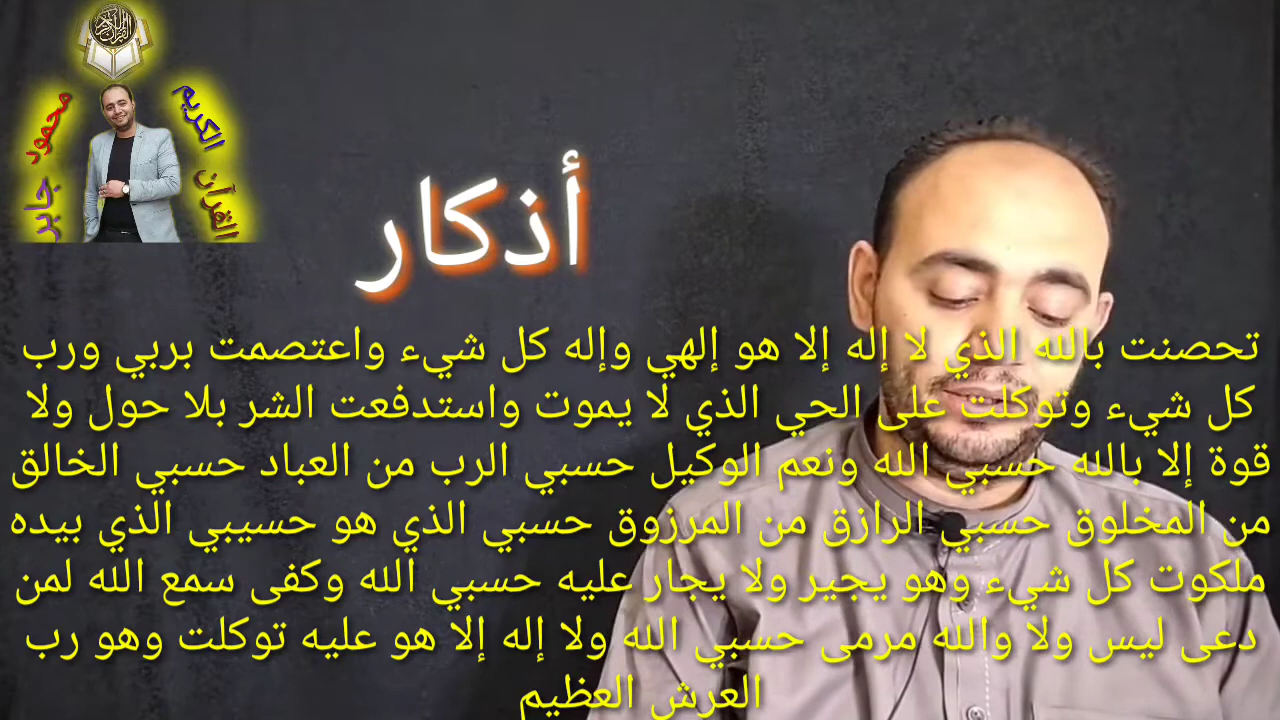 محمود جابر
القرآن الكريم
أذكار
تحصنت بالله الذي لا إله إلا هو إلهي وإله كل شيء واعتصمت بربي ورب
كل شيء وتوكلت على الحي الذي لا يموت واستدفعت الشر بلا حول ولا
قوة إلا بالله حسبي الله ونعم الوكيل حسبي الرب من العباد حسبي الخالق
من المخلوق حسبي الرازق من المرزوق حسبي الذي هو حسيبي الذي بيده
ملكوت كل شيء وهو يجير ولا يجار عليه حسبي الله وكفى سمع الله لمن
دعى ليس ولا والله مرمى حسبي الله ولا إله إلا هو عليه توكلت وهو رب
العرش العظيم